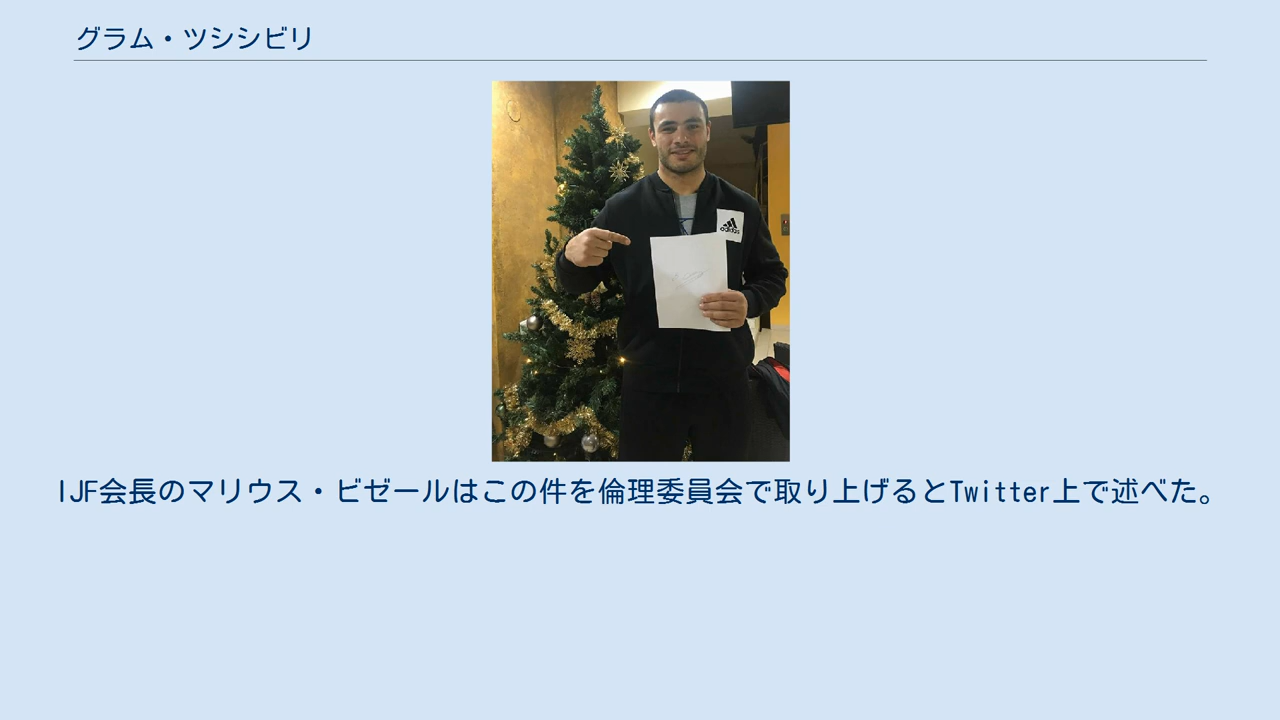 グラム・ツシシビリ
adidas
IJF会長のマリウス・ビゼールはこの件を倫理委員会で取り上げるとTwitter上で述べた。